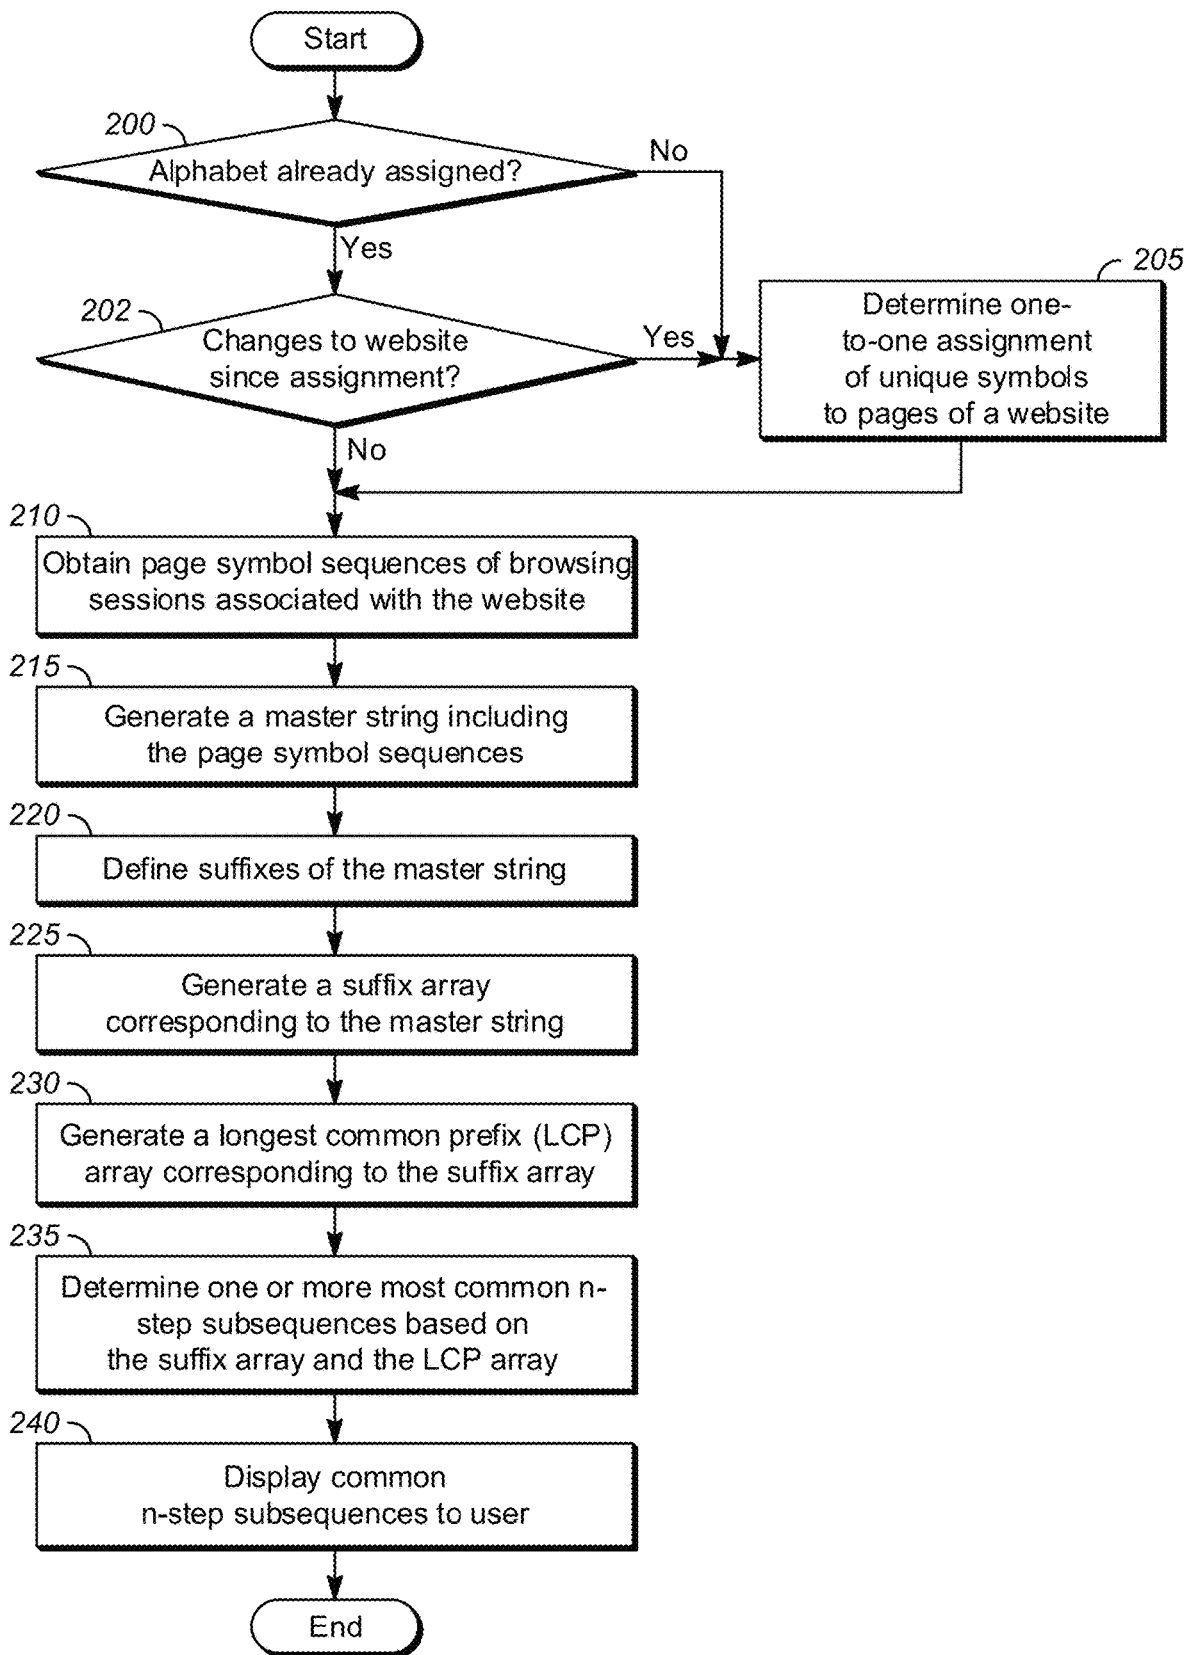 Start
200
Alphabet already assigned?
No
Yes
205
Determine one-
to-one assignment
of unique symbols
to pages of a website
202
Changes to website
since assignment?
Yes
No
210
Obtain page symbol sequences of browsing
sessions associated with the website
215
Generate a master string including
the page symbol sequences
220
Define suffixes of the master string
225
Generate a suffix array
corresponding to the master string
230
Generate a longest common prefix (LCP)
array corresponding to the suffix array
235
Determine one or more most common n-
step subsequences based on
the suffix array and the LCP array
240
Display common
n-step subsequences to user
End